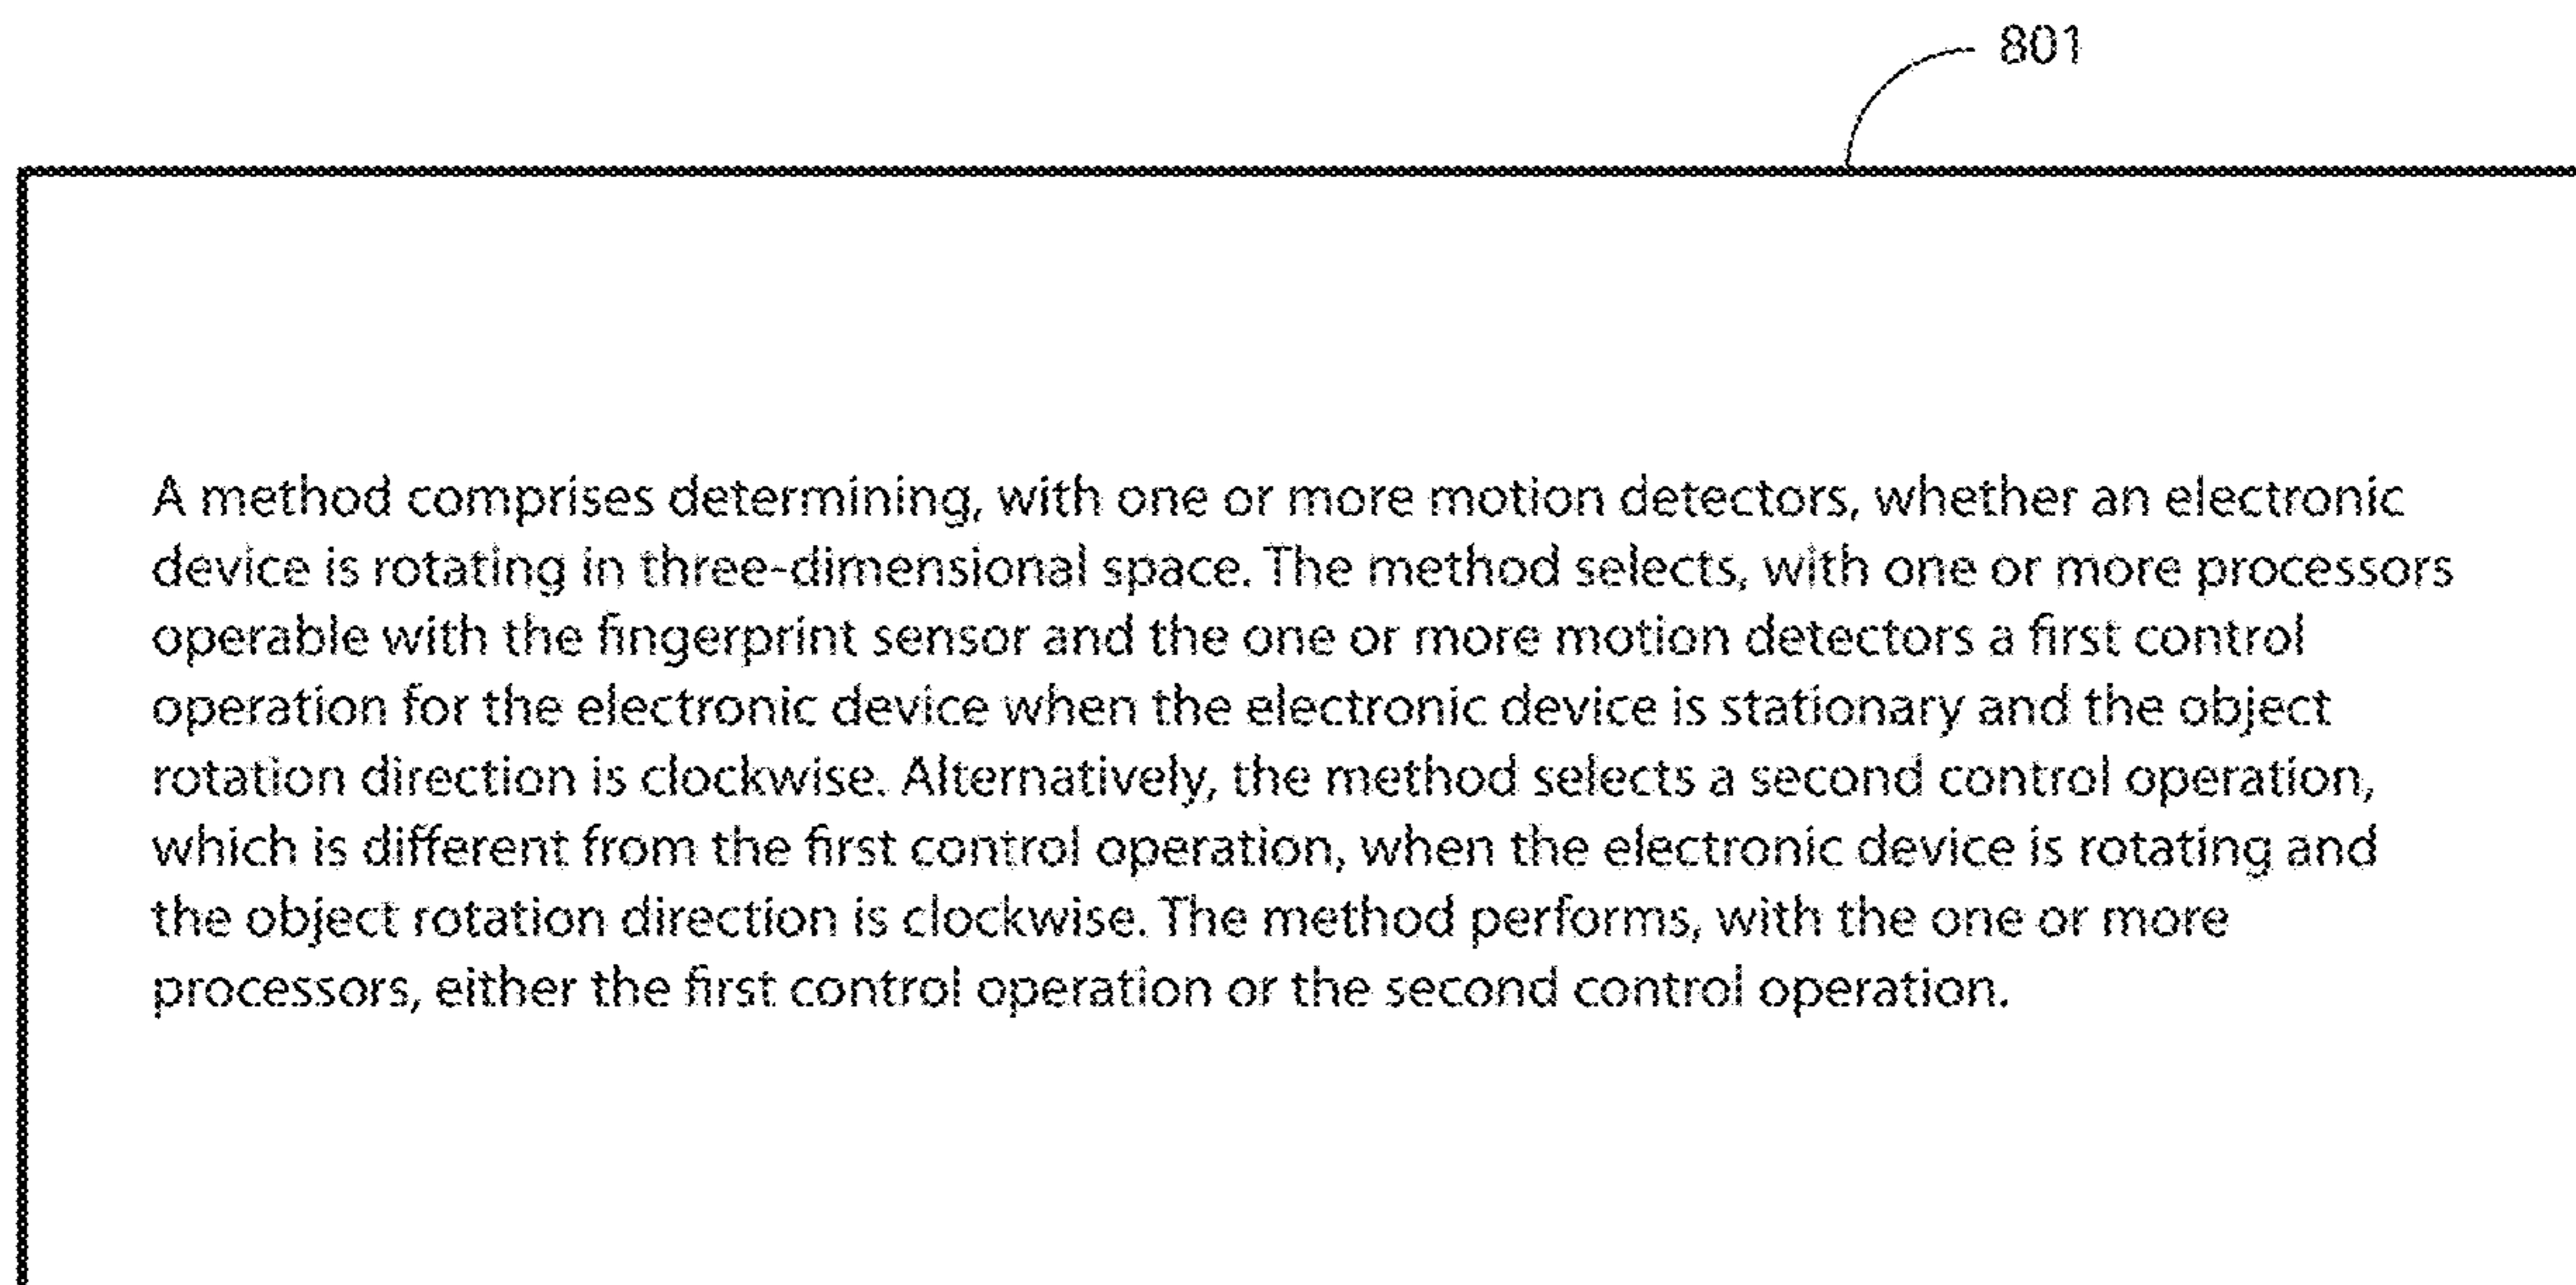 801
A method comprises determining, with one or more motion detectors, whether an electronic
device is rotating in three-dimensional space. The method selects, with one or more processors
operable with the fingerprint sensor and the one or more motion detectors a first control
operation for the electronic device when the electronic device is stationary and the object
rotation direction is clockwise. Alternatively, the method selects a second control operation,
which is different from the first control operation, when the electronic device is rotating and
the object rotation direction is clockwise. The method performs, with the one or more
processors, either the first control operation or the second control operation.